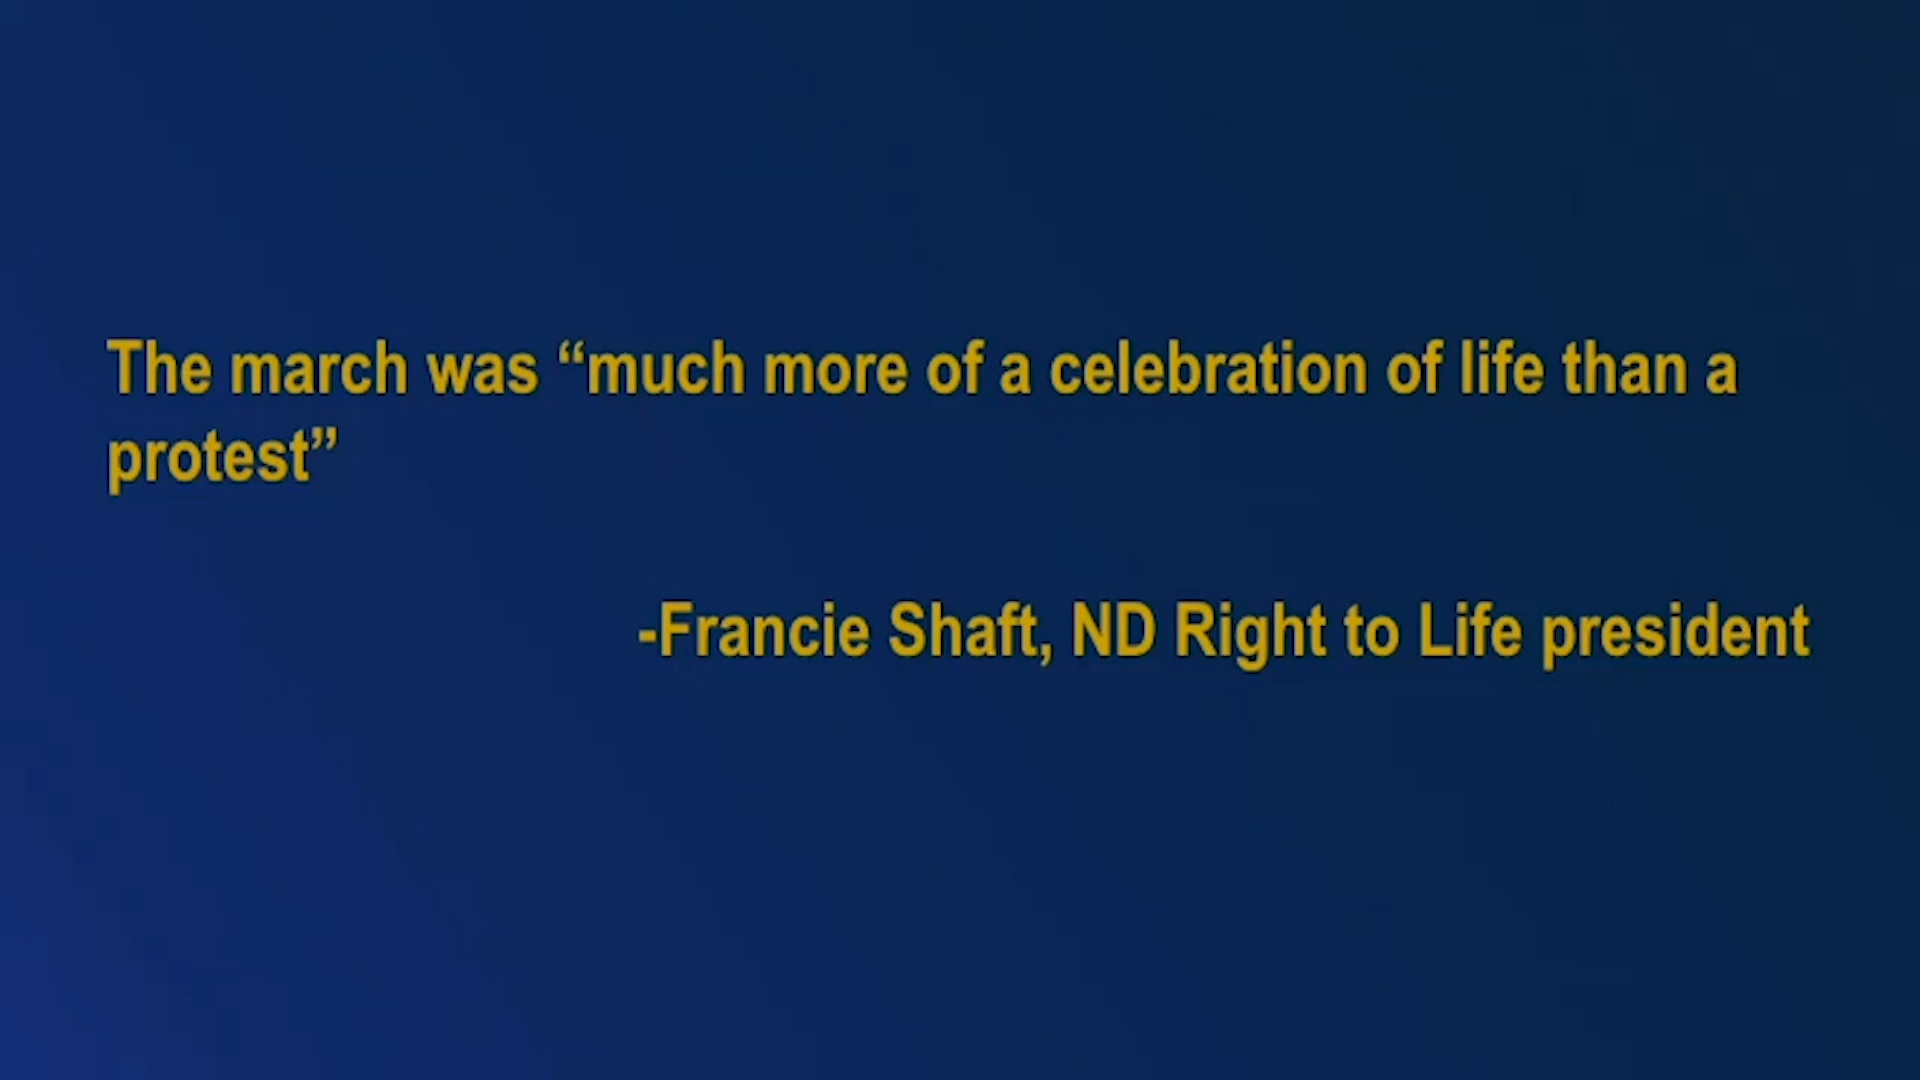 The march was “much more of a celebration of life than a
protest”
-Francie Shaft, ND Right to Life president